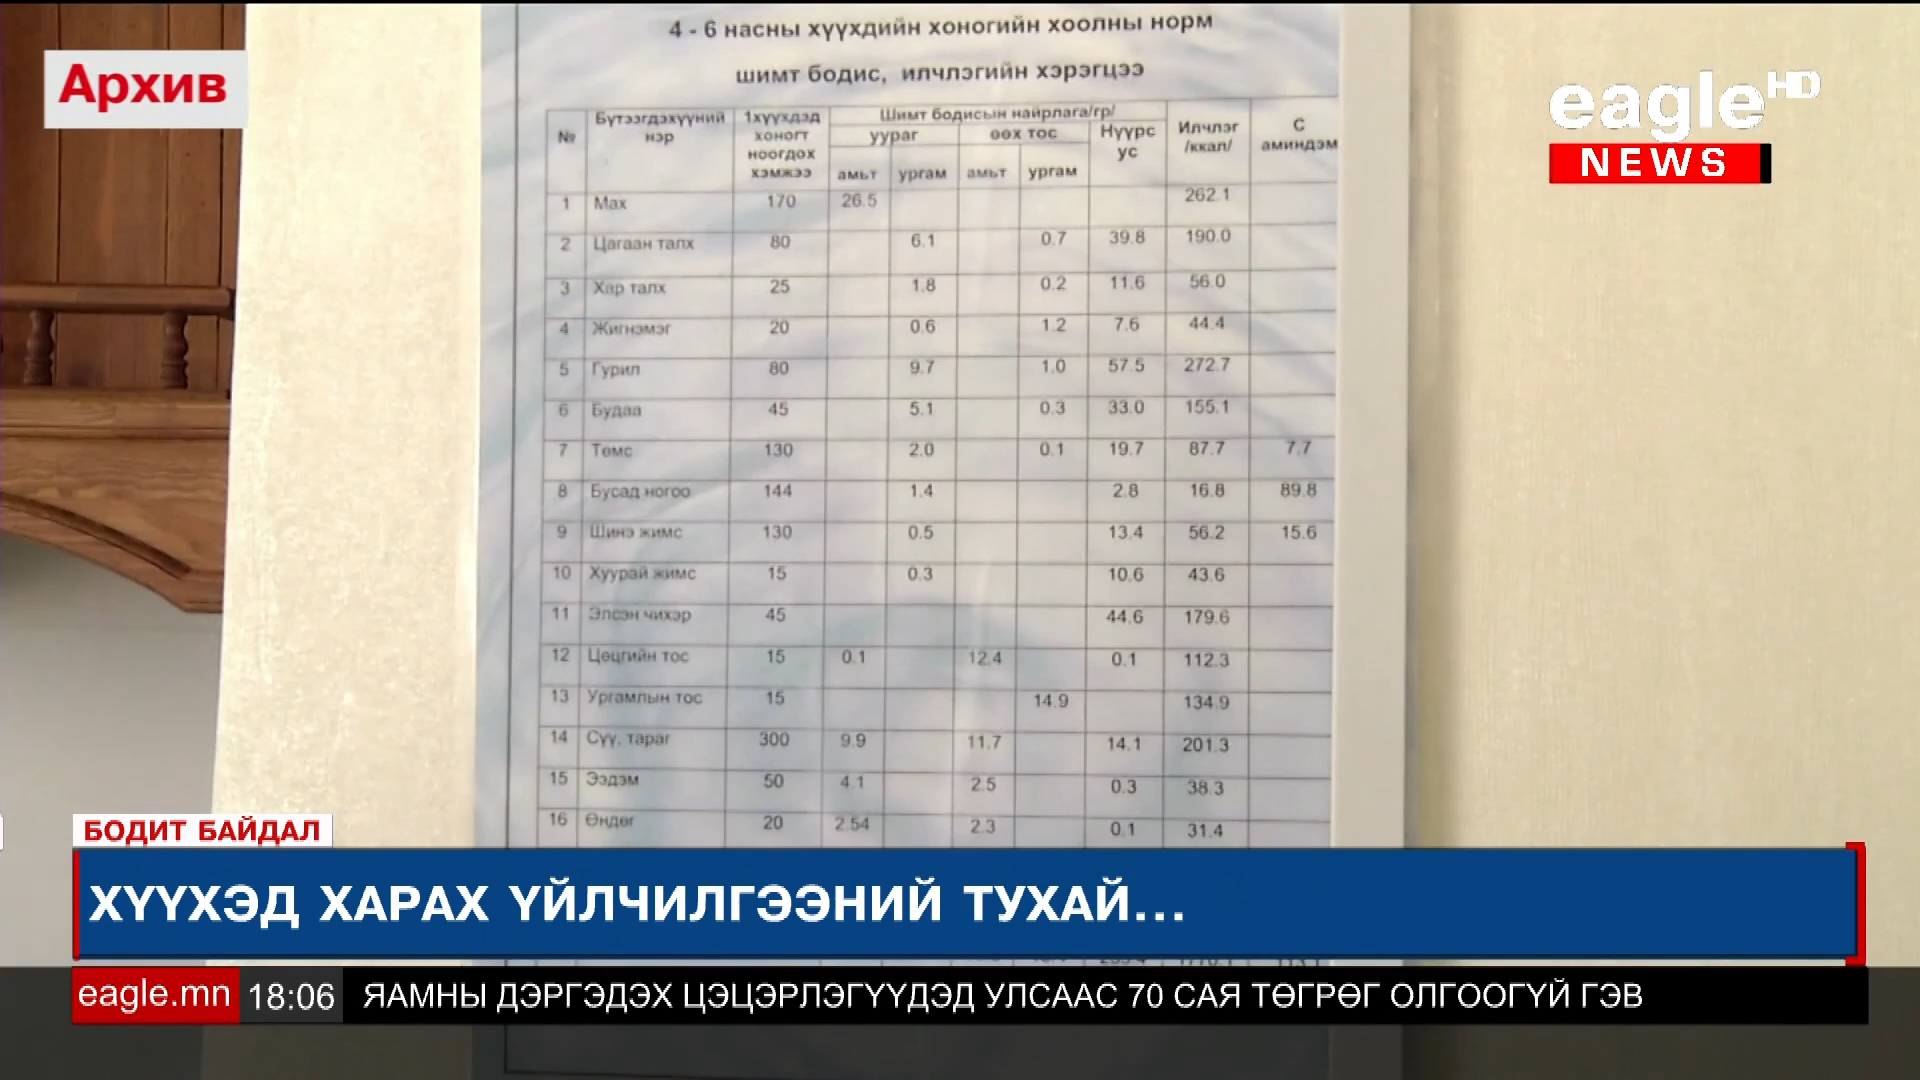 4 - 6 насны хүүхдийн хоногийн хоолны норм
шимт бодис, илчлэгийн хэрэгцээ
Архив
eagle HD
NEWS
№ Бүтээгдэхүүний нэр 1хүүхдэд хоногт ноогдох хэмжээ Шимт бодисын найрлага/гр/ Илчлэг /ккал/ С аминдэм
уураг өөх тос Нүүрс ус
амьт ургам амьт ургам
1 Мах 170 26.5 262.1
2 Цагаан талх 80 6.1 0.7 39.8 190.0
3 Хар талх 25 1.8 0.2 11.6 56.0
4 Жигнэмэг 20 0.6 1.2 7.6 44.4
5 Гурил 80 9.7 1.0 57.5 272.7
6 Будаа 45 5.1 0.3 33.0 155.1
7 Төмс 130 2.0 0.1 19.7 87.7 7.7
8 Бусад ногоо 144 1.4 2.8 16.8 89.8
9 Шинэ жимс 130 0.5 13.4 56.2 15.6
10 Хуурай жимс 15 0.3 10.6 43.6
11 Элсэн чихэр 45 44.6 179.6
12 Цөцгийн тос 15 0.1 12.4 0.1 112.3
13 Ургамлын тос 15 14.9 134.9
14 Сүү, тараг 300 9.9 11.7 14.1 201.3
15 Ээдэм 50 4.1 2.5 0.3 38.3
16 Өндөг 20 2.54 2.3 0.1 31.4
БОДИТ БАЙДАЛ
ХҮҮХЭД ХАРАХ ҮЙЛЧИЛГЭЭНИЙ ТУХАЙ...
eagle.mn 18:06 ЯАМНЫ ДЭРГЭДЭХ ЦЭЦЭРЛЭГҮҮДЭД УЛСААС 70 САЯ ТӨГРӨГ ОЛГООГҮЙ ГЭВ